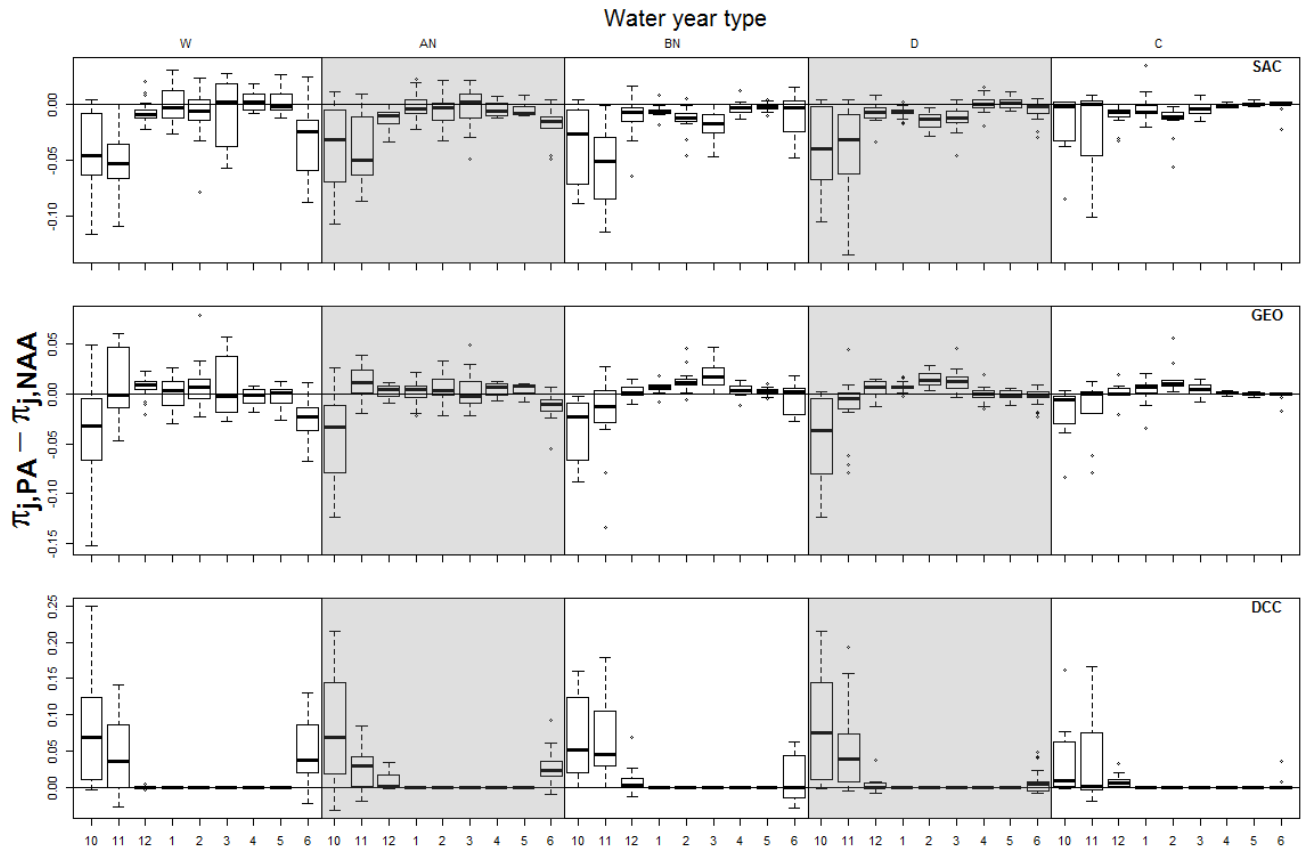 Water year type
W AN BN D C
SAC
0.00
-0.05
-0.10
GEO
0.05
0.00
-0.05
-0.10
-0.15
πj,PA − πj,NAA
DCC
0.25
0.20
0.15
0.10
0.05
0.00
10 11 12 1 2 3 4 5 6 10 11 12 1 2 3 4 5 6 10 11 12 1 2 3 4 5 6 10 11 12 1 2 3 4 5 6 10 11 12 1 2 3 4 5 6